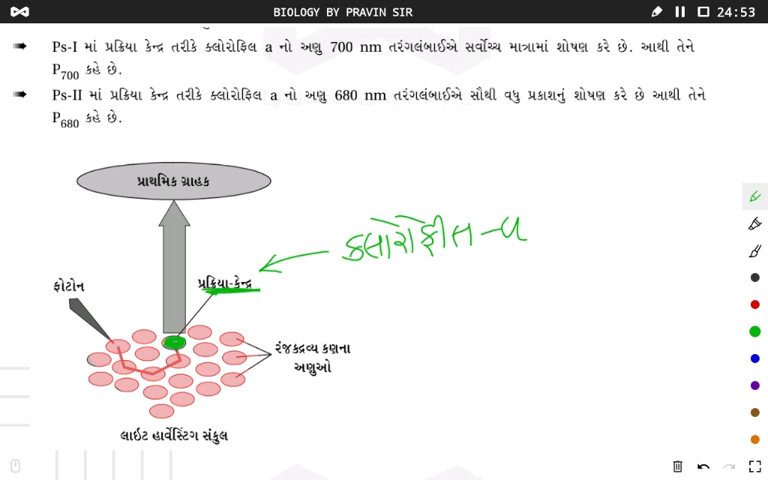 BIOLOGY BY PRAVIN SIR
24:53
Ps-I માં પ્રક્રિયા કેન્દ્ર તરીકે ક્લોરોફિલ a નો અણુ 700 nm તરંગલંબાઈએ સર્વોચ્ચ માત્રામાં શોષણ કરે છે. આથી તેને
P700 કહે છે.
Ps-II માં પ્રક્રિયા કેન્દ્ર તરીકે ક્લોરોફિલ a નો અણુ 680 nm તરંગલંબાઈએ સૌથી વધુ પ્રકાશનું શોષણ કરે છે આથી તેને
P680 કહે છે.
પ્રાથમિક ગ્રાહક
ક્લોરોફીલ-a
પ્રક્રિયા-કેન્દ્ર
ફોટોન
રંજકદ્રવ્ય કણના
અણુઓ
લાઇટ હાર્વેસ્ટિંગ સંકુલ